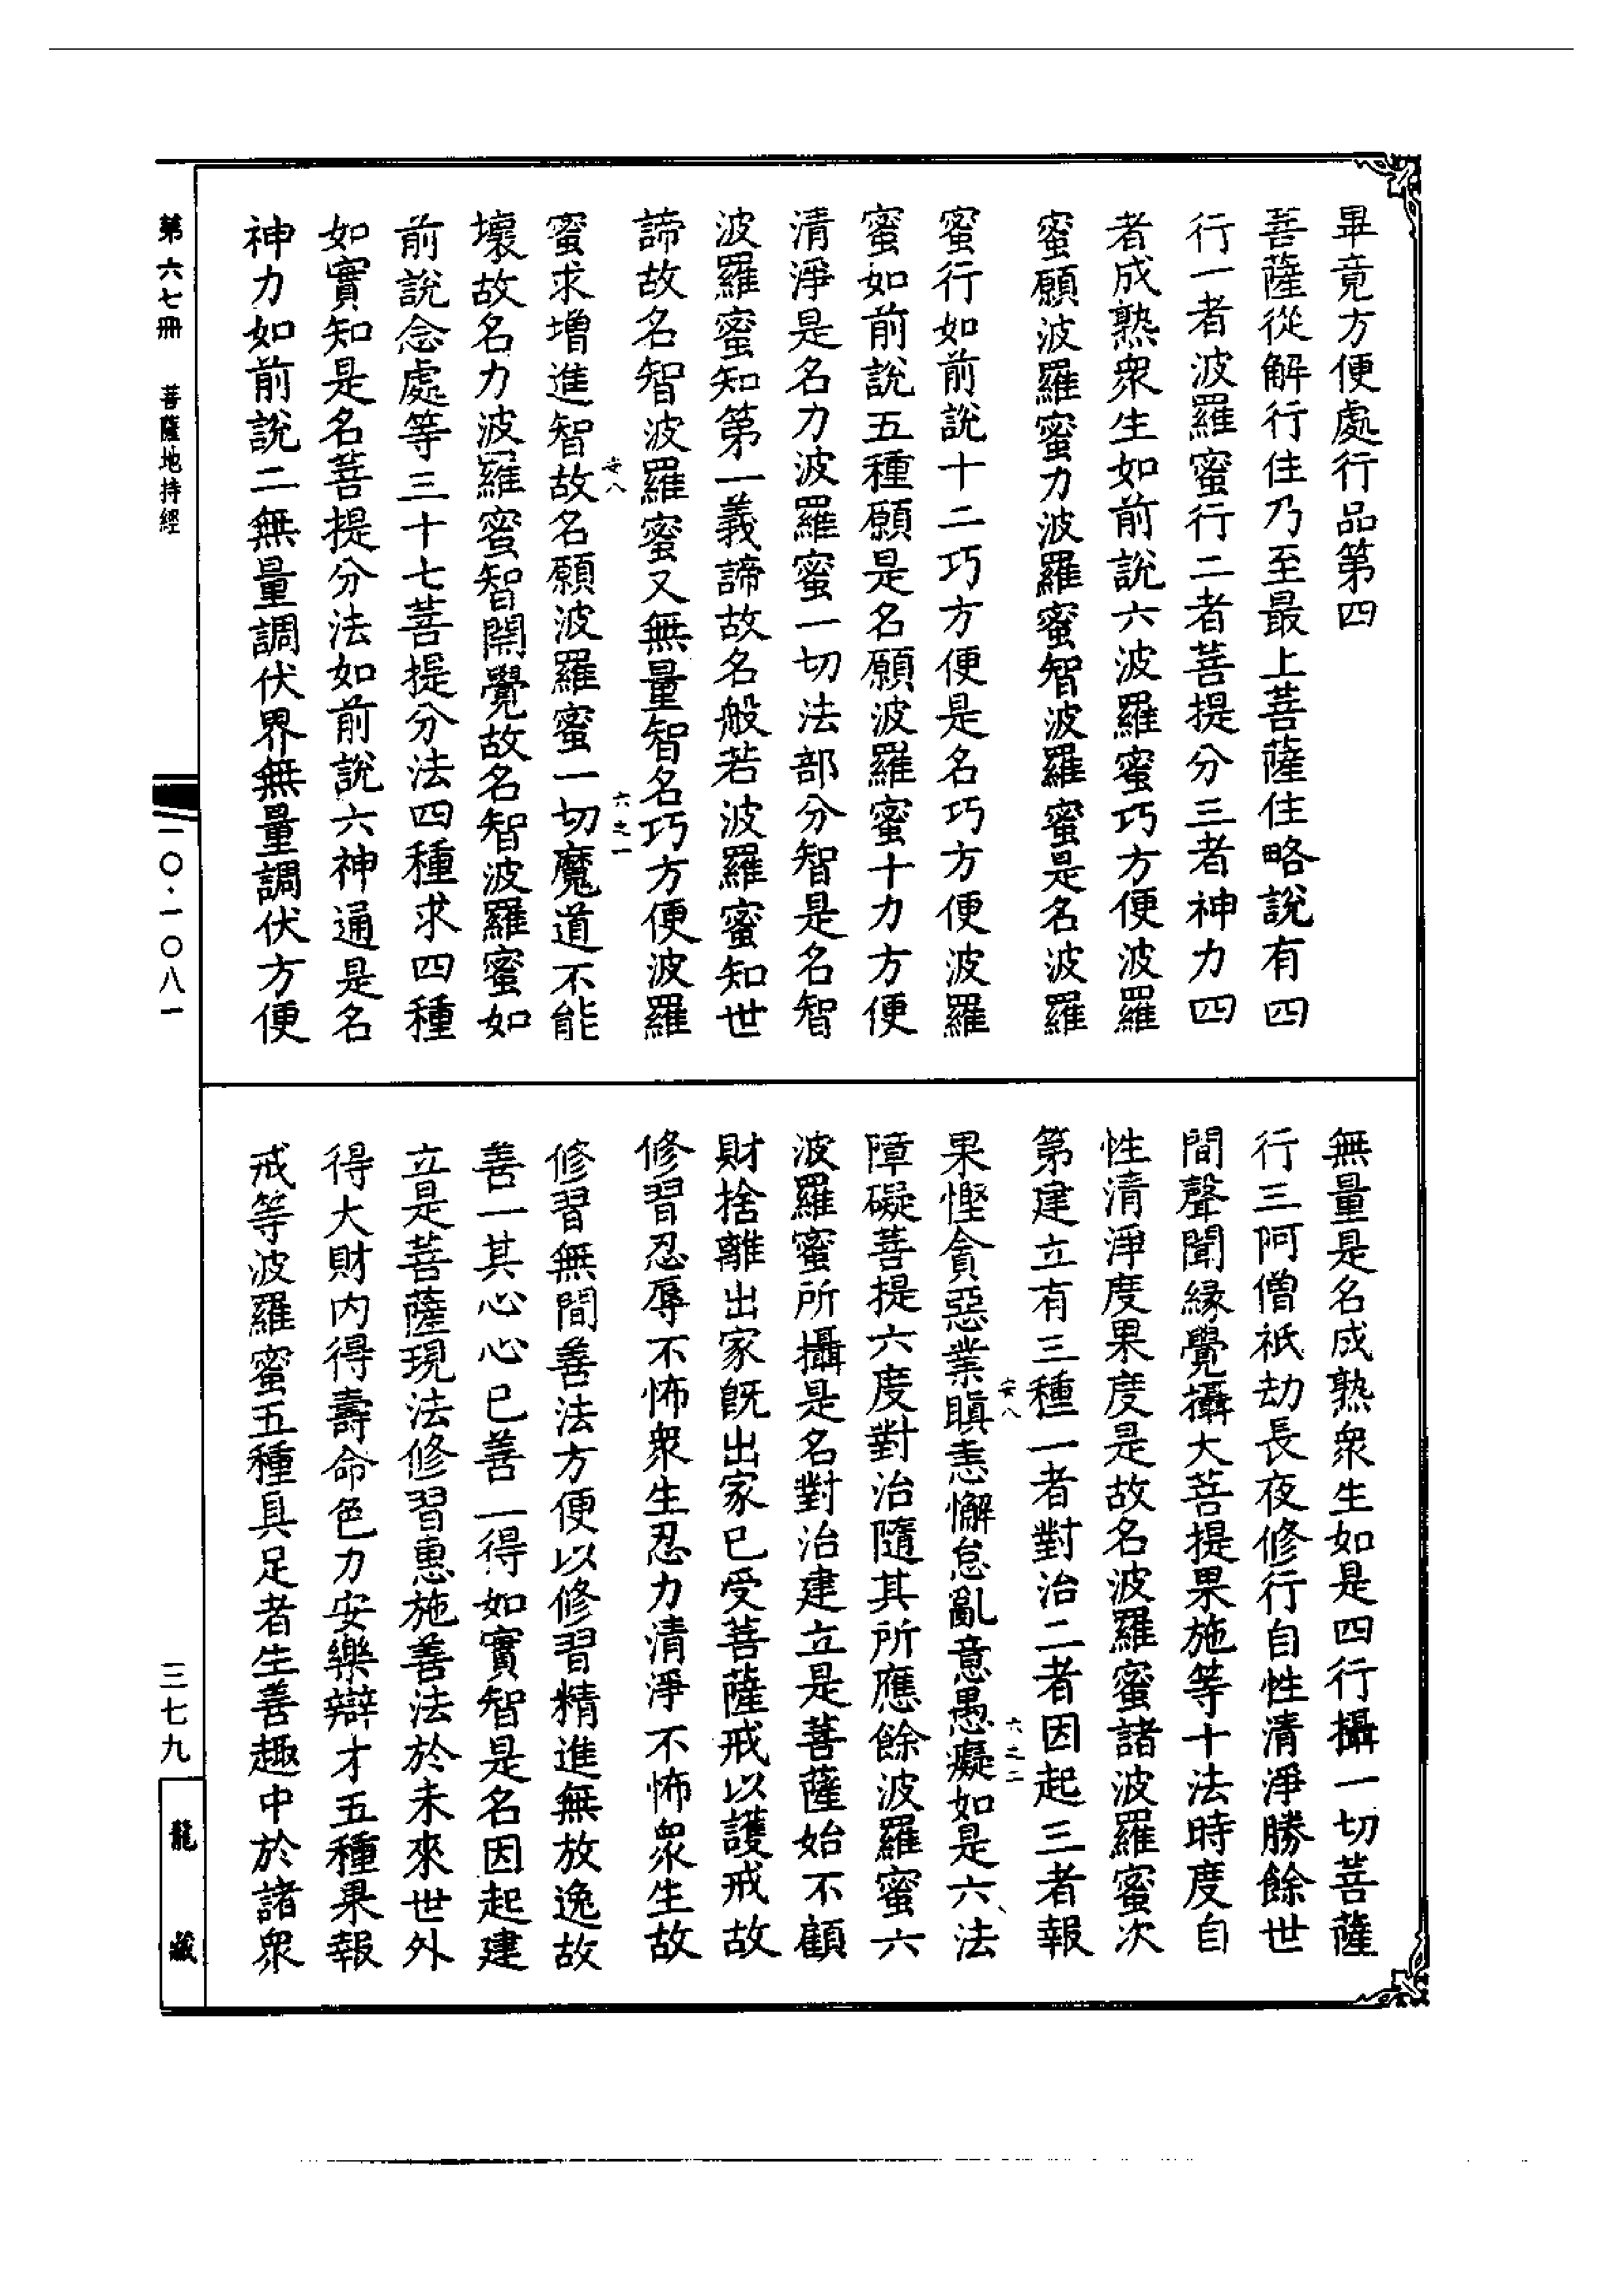 畢竟方便處行品第四
菩薩從解行住乃至最上菩薩住略說有四
行一者波羅蜜行二者菩提分三者神力四
者成熟衆生如前說六波羅蜜巧方便波羅
蜜願波羅蜜力波羅蜜智波羅蜜是名波羅
蜜行如前說十二巧方便是名巧方便波羅
蜜如前說五種願是名願波羅蜜十力方便
清淨是名力波羅蜜一切法部分智是名智
波羅蜜知第一義諦故名般若波羅蜜知世
諦故名智波羅蜜又無量智名巧方便波羅
安八
六之一
蜜求增進智故名願波羅蜜一切魔道不能
壞故名力波羅蜜智開覺故名智波羅蜜如
前說念處等三十七菩提分法四種求四種
如實知是名菩提分法如前說六神通是名
神力如前說二無量調伏界無量調伏方便
無量是名成熟衆生如是四行攝一切菩薩
行三阿僧祇劫長夜修行自性清淨勝餘世
間聲聞緣覺攝大菩提果施等十法時度自
性清淨度果度是故名波羅蜜諸波羅蜜次
第建立有三種一者對治二者因起三者報
安八
六之二
果慳貪惡業瞋恚懈怠亂意愚癡如是六法
障礙菩提六度對治隨其所應餘波羅蜜六
波羅蜜所攝是名對治建立是菩薩始不顧
財捨離出家旣出家已受菩薩戒以護戒故
修習忍辱不怖衆生忍力清淨不怖衆生故
修習無間善法方便以修習精進無放逸故
善一其心心已善一得如實智是名因起建
立是菩薩現法修習惠施善法於未來世外
得大財內得壽命色力安樂辯才五種果報
戒等波羅蜜五種具足者生善趣中於諸衆
第六七冊
菩薩地持經
一〇·一〇八一
三七九
龍藏